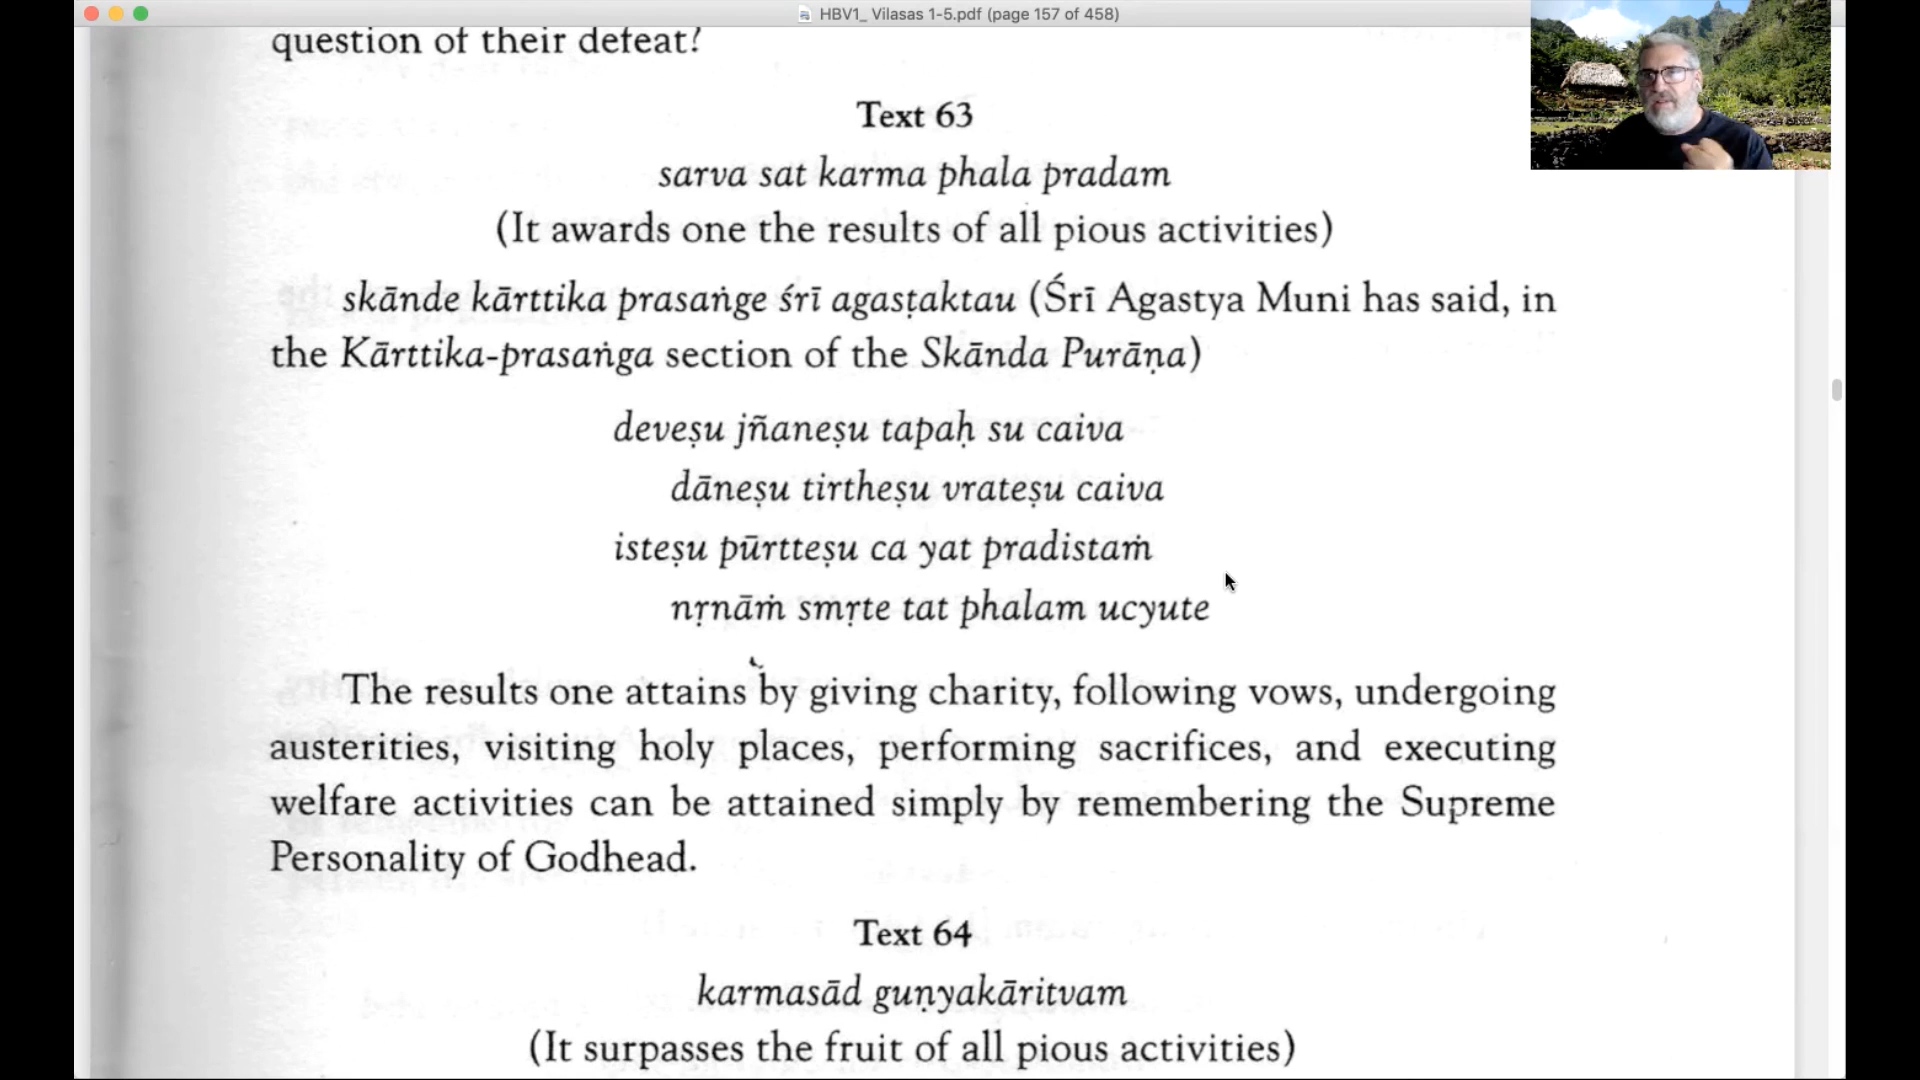 HBV1_ Vilasas 1-5.pdf (page 157 of 458)
question of their defeat?
Text 63
sarva sat karma phala pradam
(It awards one the results of all pious activities)
skānde kārttika prasaṅge śrī agasṭaktau (Śrī Agastya Muni has said, in
the Kārttika-prasaṅga section of the Skānda Purāṇa)
deveṣu jñaneṣu tapaḥ su caiva
dāneṣu tirtheṣu vrateṣu caiva
isteṣu pūrtteṣu ca yat pradistaṁ
nṛnāṁ smṛte tat phalam ucyute
The results one attains by giving charity, following vows, undergoing
austerities, visiting holy places, performing sacrifices, and executing
welfare activities can be attained simply by remembering the Supreme
Personality of Godhead.
Text 64
karmasād guṇyakāritvam
(It surpasses the fruit of all pious activities)